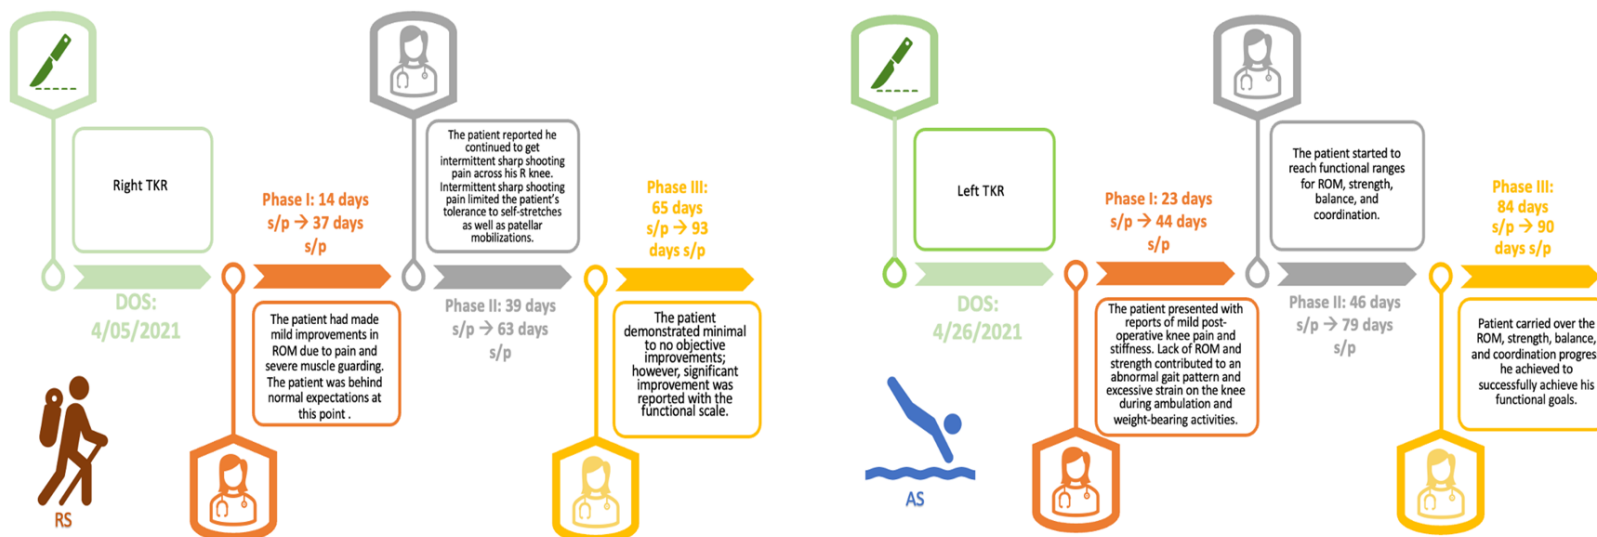 Right TKR
DOS:
4/05/2021
Phase I: 14 days
s/p → 37 days
s/p
The patient had made
mild improvements in
ROM due to pain and
severe muscle guarding.
The patient was behind
normal expectations at
this point .
The patient reported he
continued to get
intermittent sharp shooting
pain across his R knee.
Intermittent sharp shooting
pain limited the patient's
tolerance to self-stretches
as well as patellar
mobilizations.
Phase II: 39 days
s/p → 63 days
s/p
Phase III:
65 days
s/p → 93
days s/p
The patient
demonstrated minimal
to no objective
improvements;
however, significant
improvement was
reported with the
functional scale.
RS
Left TKR
DOS:
4/26/2021
Phase I: 23 days
s/p → 44 days
s/p
The patient presented with
reports of mild post-
operative knee pain and
stiffness. Lack of ROM and
strength contributed to an
abnormal gait pattern and
excessive strain on the knee
during ambulation and
weight-bearing activities.
The patient started to
reach functional ranges
for ROM, strength,
balance, and
coordination.
Phase II: 46 days
s/p → 79 days
s/p
Phase III:
84 days
s/p → 90
days s/p
Patient carried over the
ROM, strength, balance,
and coordination progres
he achieved to
successfully achieve his
functional goals.
AS